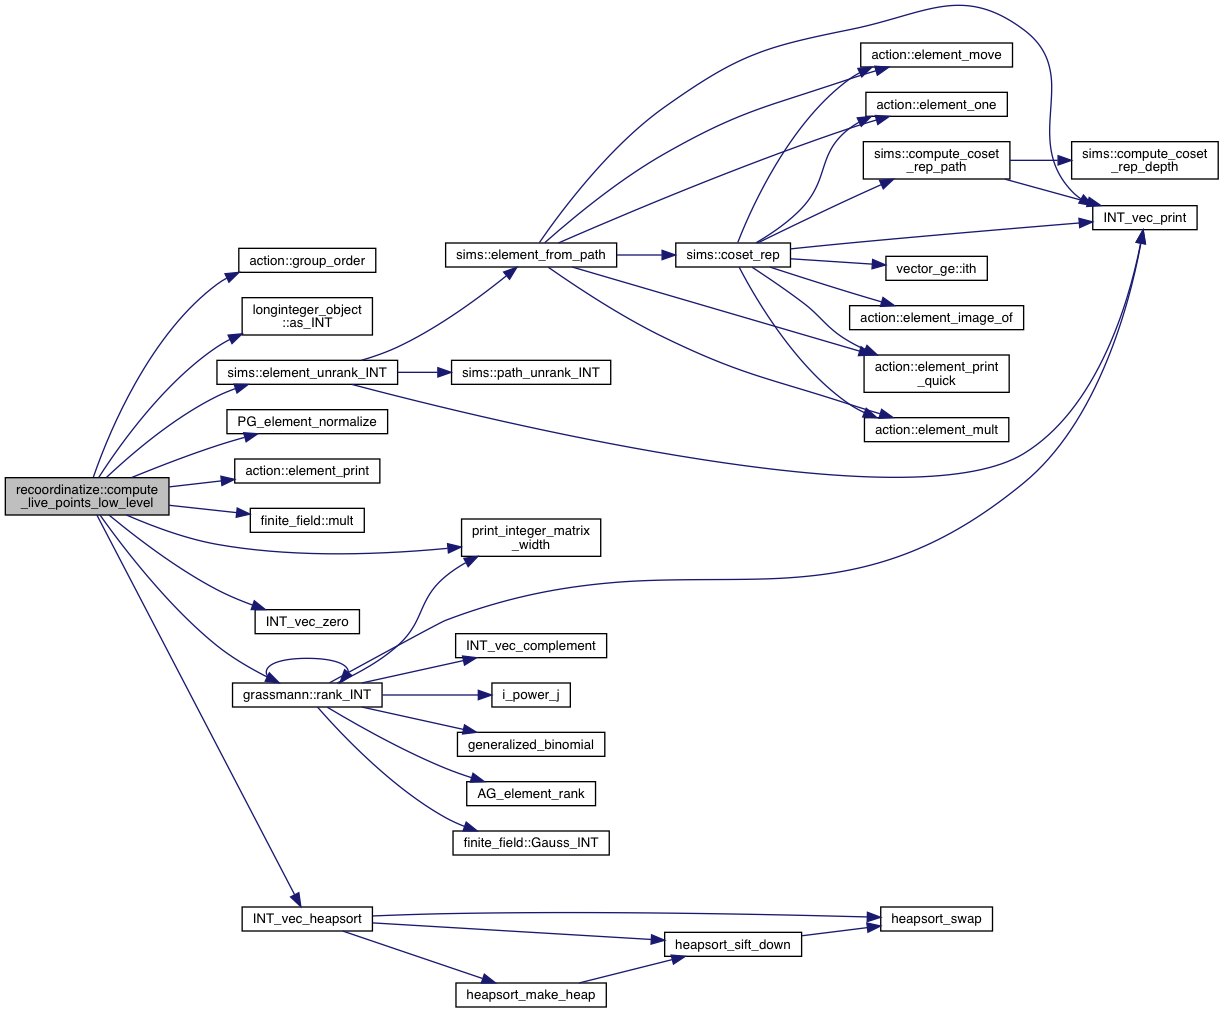 recoordinatize::compute
_live_points_low_level
action::group_order
longinteger_object
::as_INT
sims::element_unrank_INT
PG_element_normalize
action::element_print
finite_field::mult
print_integer_matrix
_width
INT_vec_zero
grassmann::rank_INT
INT_vec_heapsort
sims::element_from_path
sims::path_unrank_INT
INT_vec_complement
i_power_j
generalized_binomial
AG_element_rank
finite_field::Gauss_INT
heapsort_make_heap
sims::coset_rep
heapsort_sift_down
action::element_move
action::element_one
sims::compute_coset
_rep_path
vector_ge::ith
action::element_image_of
action::element_print
_quick
action::element_mult
heapsort_swap
sims::compute_coset
_rep_depth
INT_vec_print